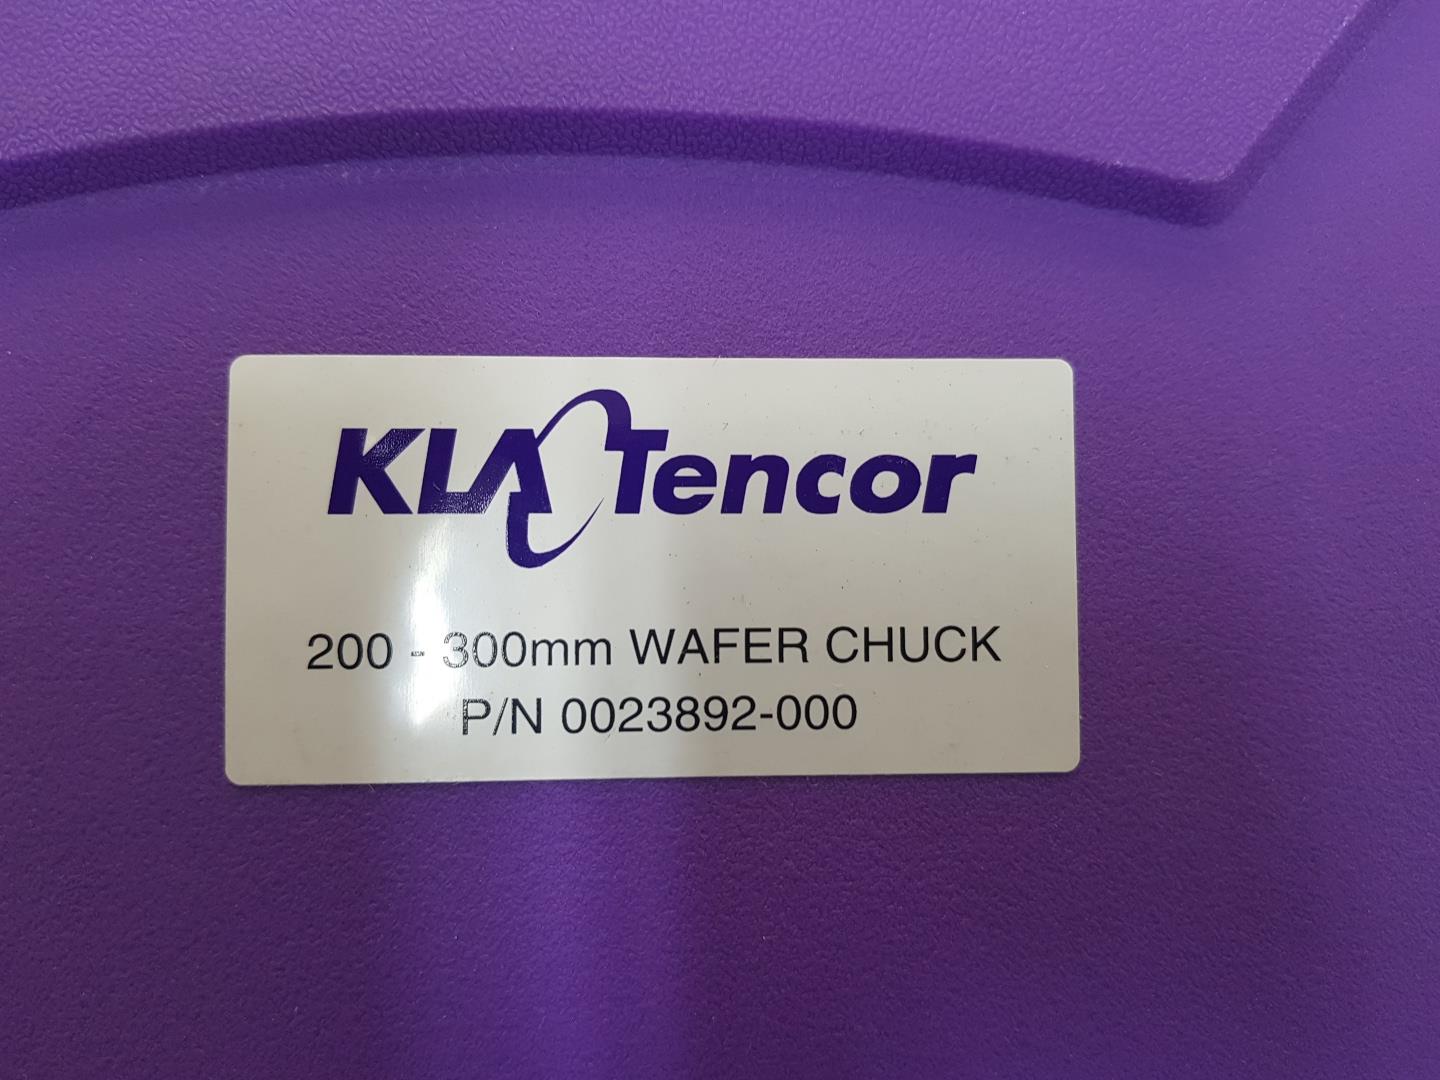 KLA Tencor
200 - 300mm WAFER CHUCK
P/N 0023892-000